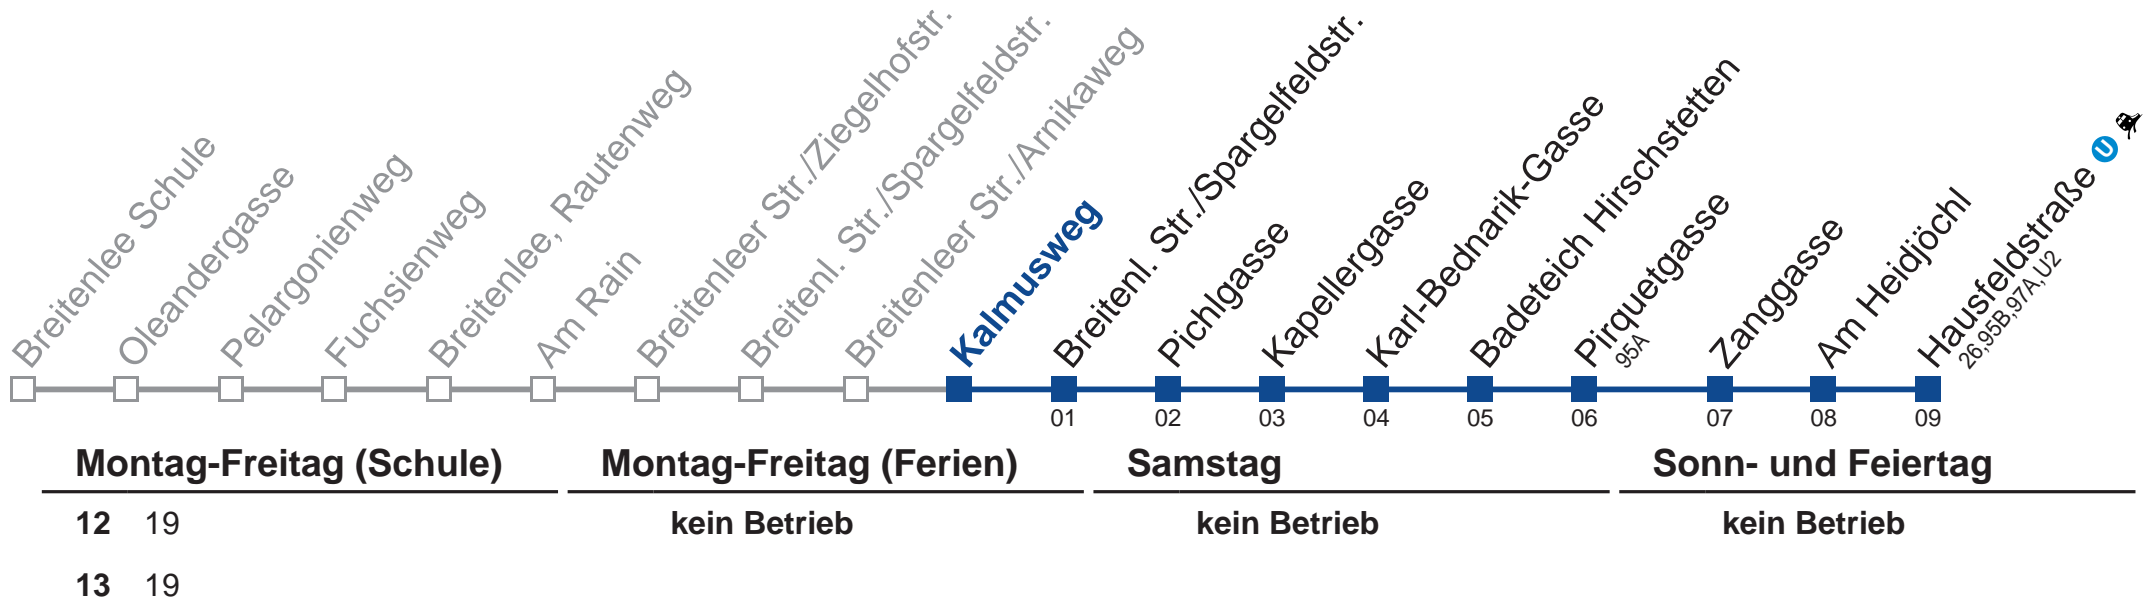 Breitenlee Schule
Oleandergasse
Pelargonienweg
Fuchsienweg
Breitenlee, Rautenweg
Am Rain
Breitenleer Str./Ziegelhofstr.
Breitenl. Str./Spargelfeldstr.
Breitenleer Str./Arnikaweg
Kalmusweg
Breitenl. Str./Spargelfeldstr.
Pichlgasse
Kapellergasse
Karl-Bednarik-Gasse
Badeteich Hirschstetten
Pirquetgasse
95A
Zanggasse
Am Heidjöchl
Hausfeldstraße U
26,95B,97A,U2
01 02 03 04 05 06 07 08 09
Montag-Freitag (Schule) Montag-Freitag (Ferien) Samstag Sonn- und Feiertag
12 19 kein Betrieb kein Betrieb kein Betrieb
13 19